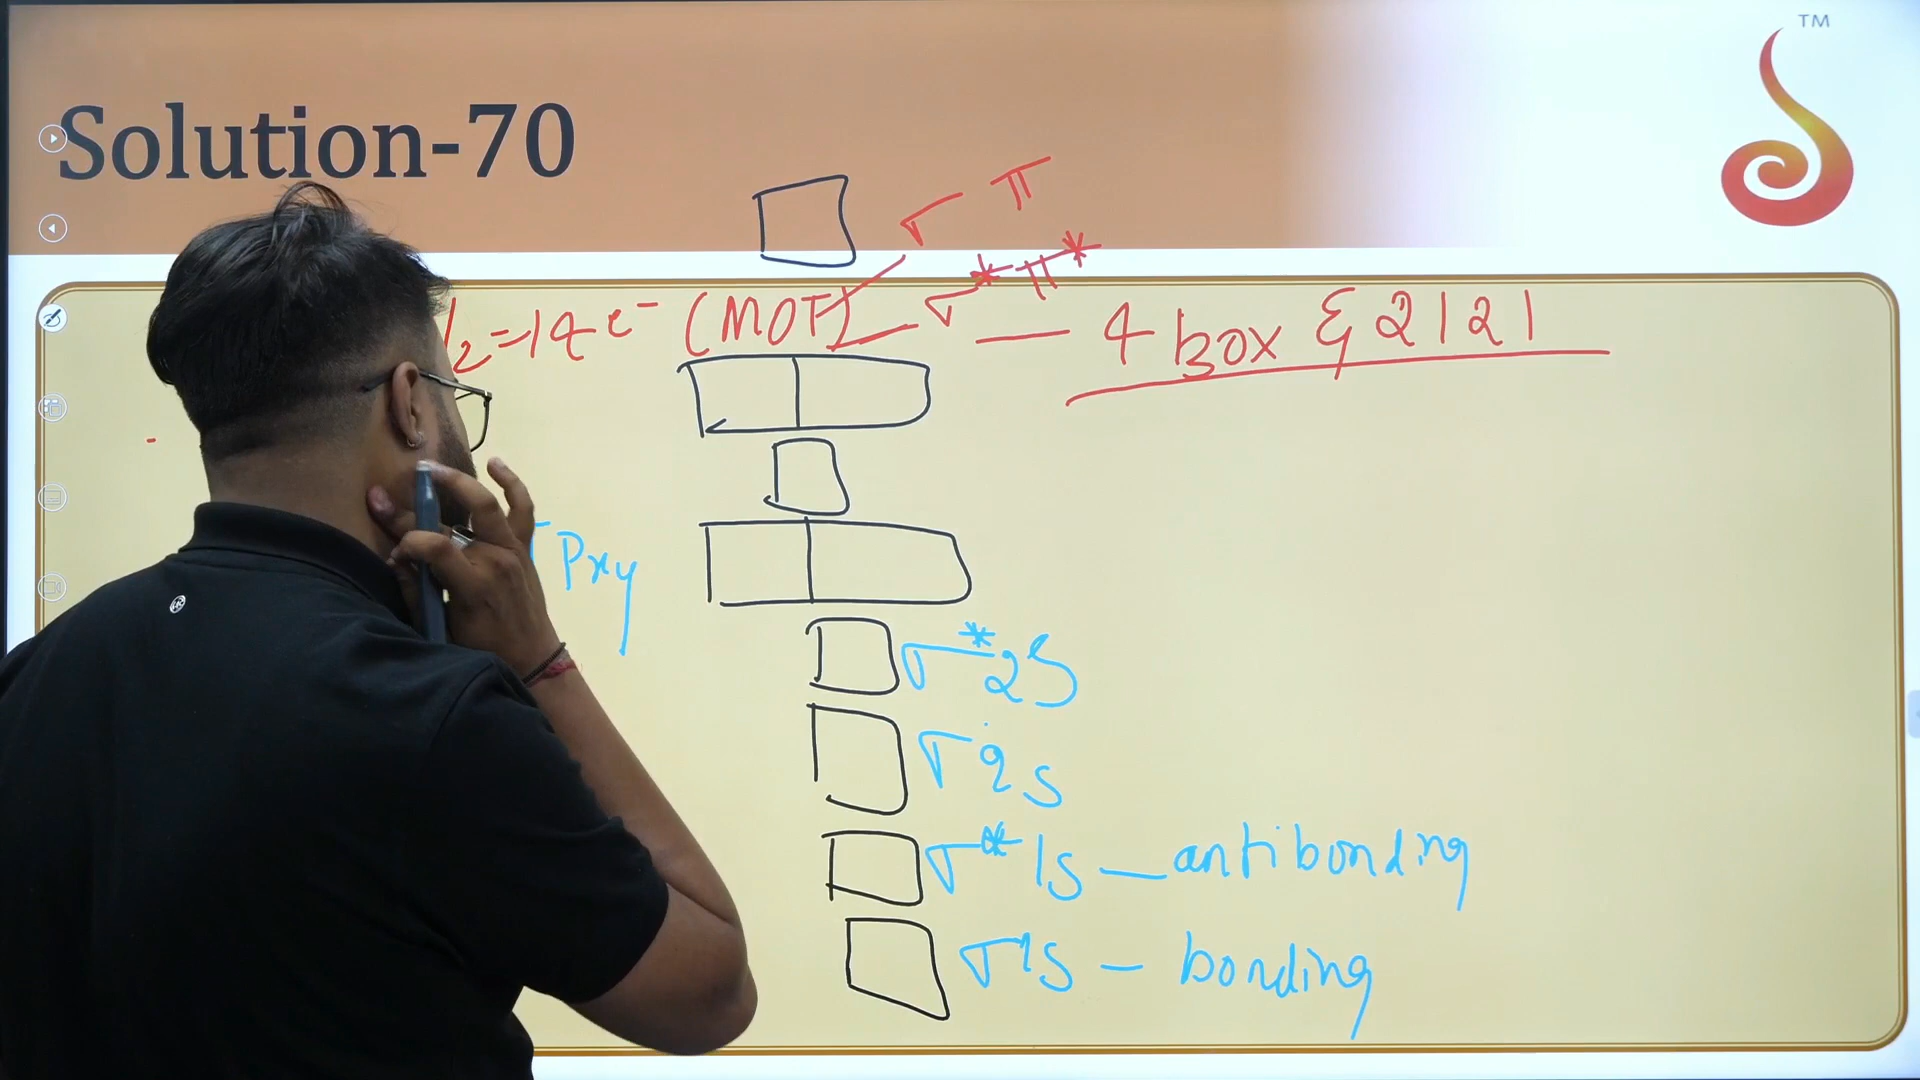 TM
Solution-70
σ π
σ* π*
₂=14e⁻ (MOT) — 4 box & 2121
Pxy
σ*2s
σ2s
σ*1s — antibonding
σ1s — bonding